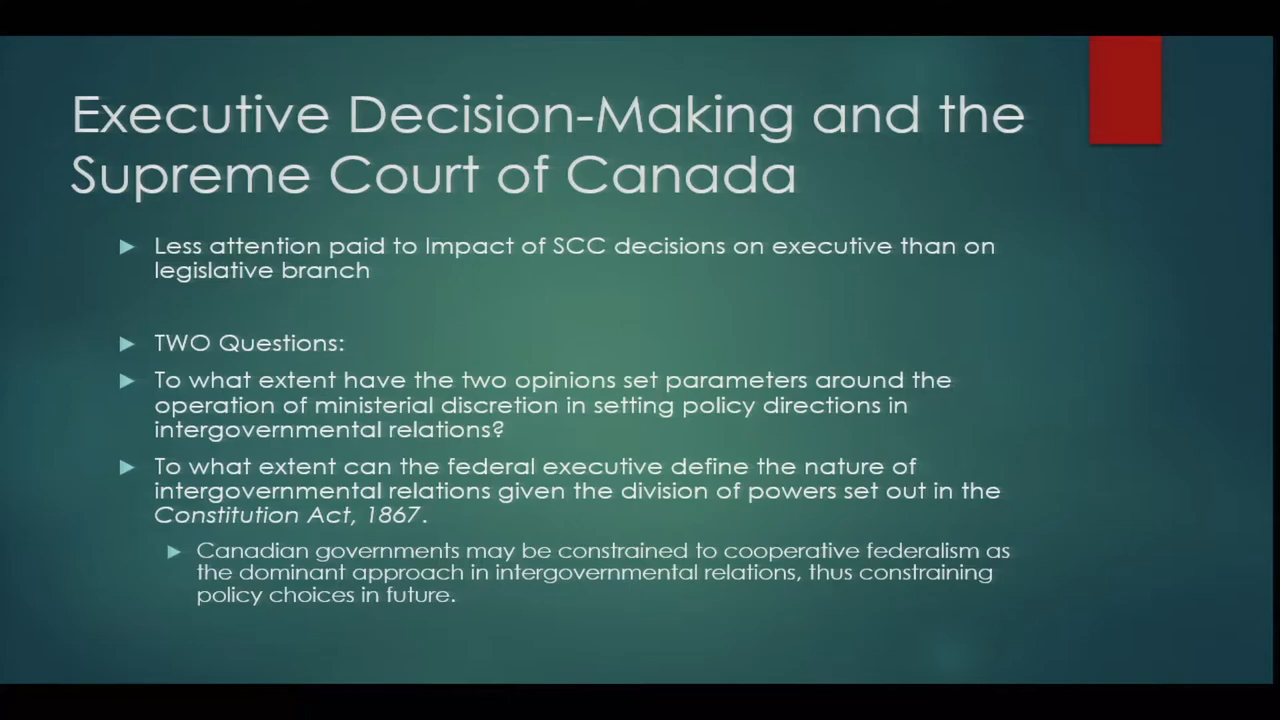 Executive Decision-Making and the
Supreme Court of Canada
Less attention paid to Impact of SCC decisions on executive than on
legislative branch
TWO Questions:
To what extent have the two opinions set parameters around the
operation of ministerial discretion in setting policy directions in
intergovernmental relations?
To what extent can the federal executive define the nature of
intergovernmental relations given the division of powers set out in the
Constitution Act, 1867.
Canadian governments may be constrained to cooperative federalism as
the dominant approach in intergovernmental relations, thus constraining
policy choices in future.